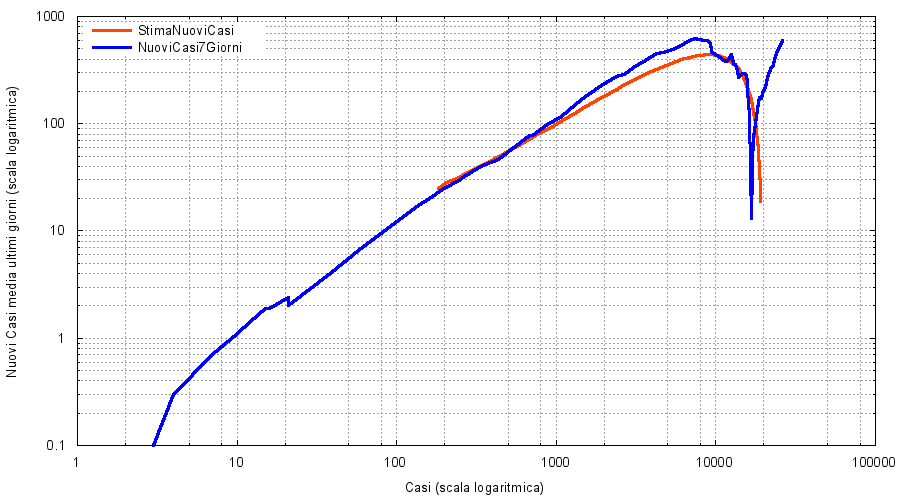 1000
100
10
1
0.1
StimaNuoviCasi
NuoviCasi7Giorni
Nuovi Casi media ultimi giorni (scala logaritmica)
1 10 100 1000 10000 100000
Casi (scala logaritmica)